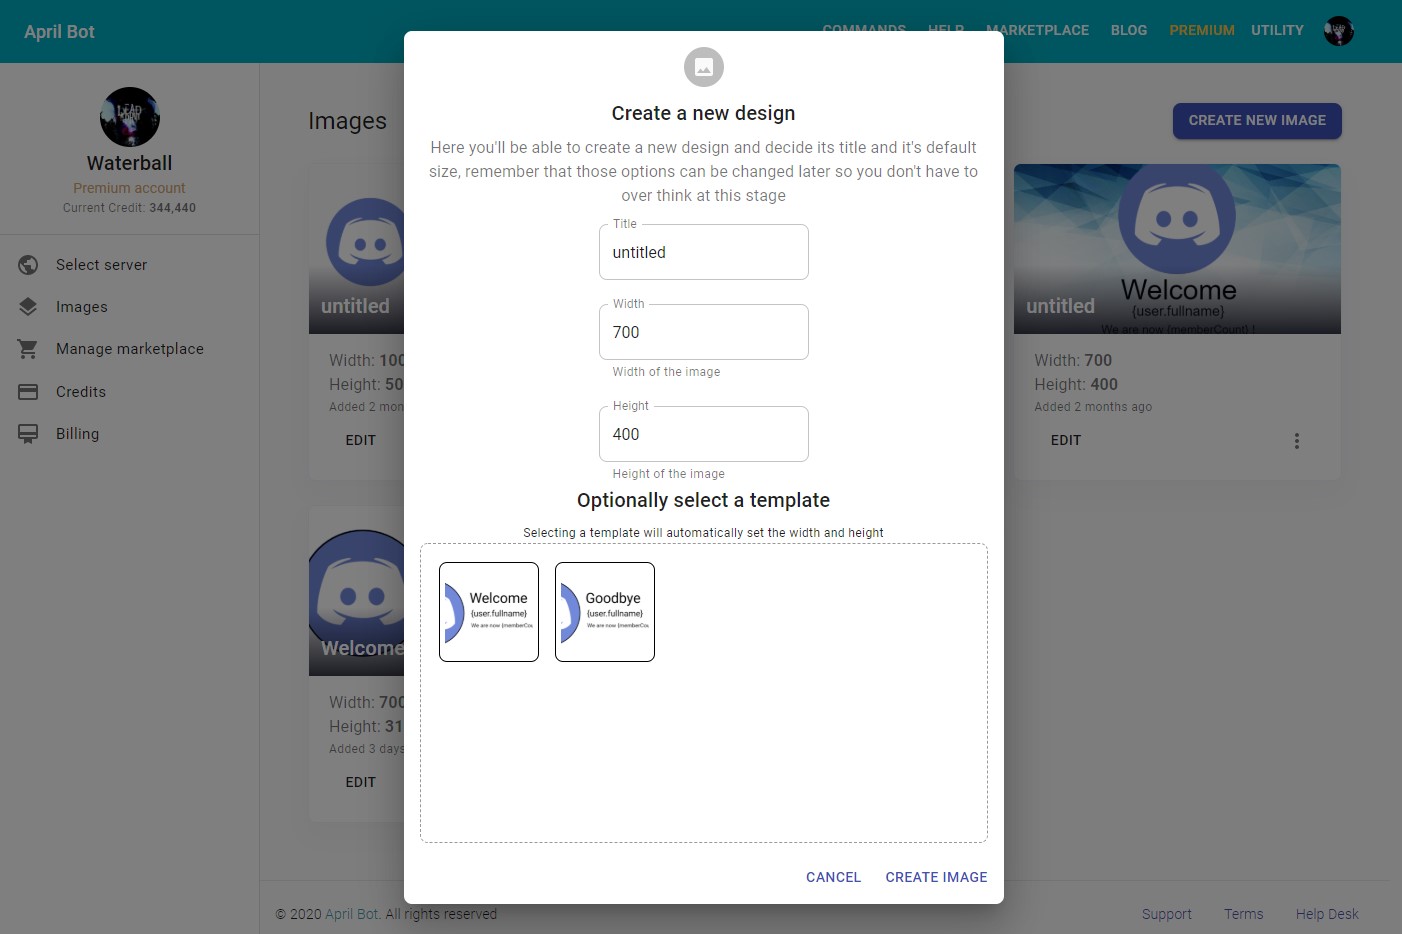 April Bot
COMMANDS HELP MARKETPLACE BLOG PREMIUM UTILITY
Waterball
Premium account
Current Credit: 344,440
Select server
Images
Manage marketplace
Credits
Billing
Images
CREATE NEW IMAGE
untitled
Width: 100
Height: 50
Added 2 mon
EDIT
Welcome
{user.fullname}
We are now {memberCount} !
untitled
Width: 700
Height: 400
Added 2 months ago
EDIT
Welcome
Width: 700
Height: 31
Added 3 days
EDIT
Create a new design
Here you'll be able to create a new design and decide its title and it's default
size, remember that those options can be changed later so you don't have to
over think at this stage
Title
untitled
Width
700
Width of the image
Height
400
Height of the image
Optionally select a template
Selecting a template will automatically set the width and height
Welcome
{user.fullname}
We are now {memberCou
Goodbye
{user.fullname}
We are now {memberCou
CANCEL CREATE IMAGE
© 2020 April Bot. All rights reserved
Support Terms Help Desk